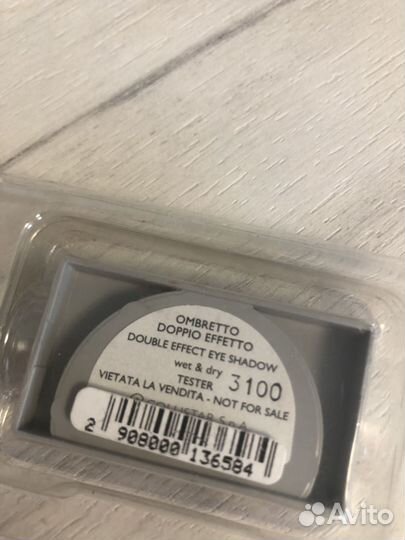 OMBRETTO
DOPPIO EFFETTO
DOUBLE EFFECT EYE SHADOW
wet & dry
TESTER 3100
VIETATA LA VENDITA - NOT FOR SALE
2 908000 136584
Avito